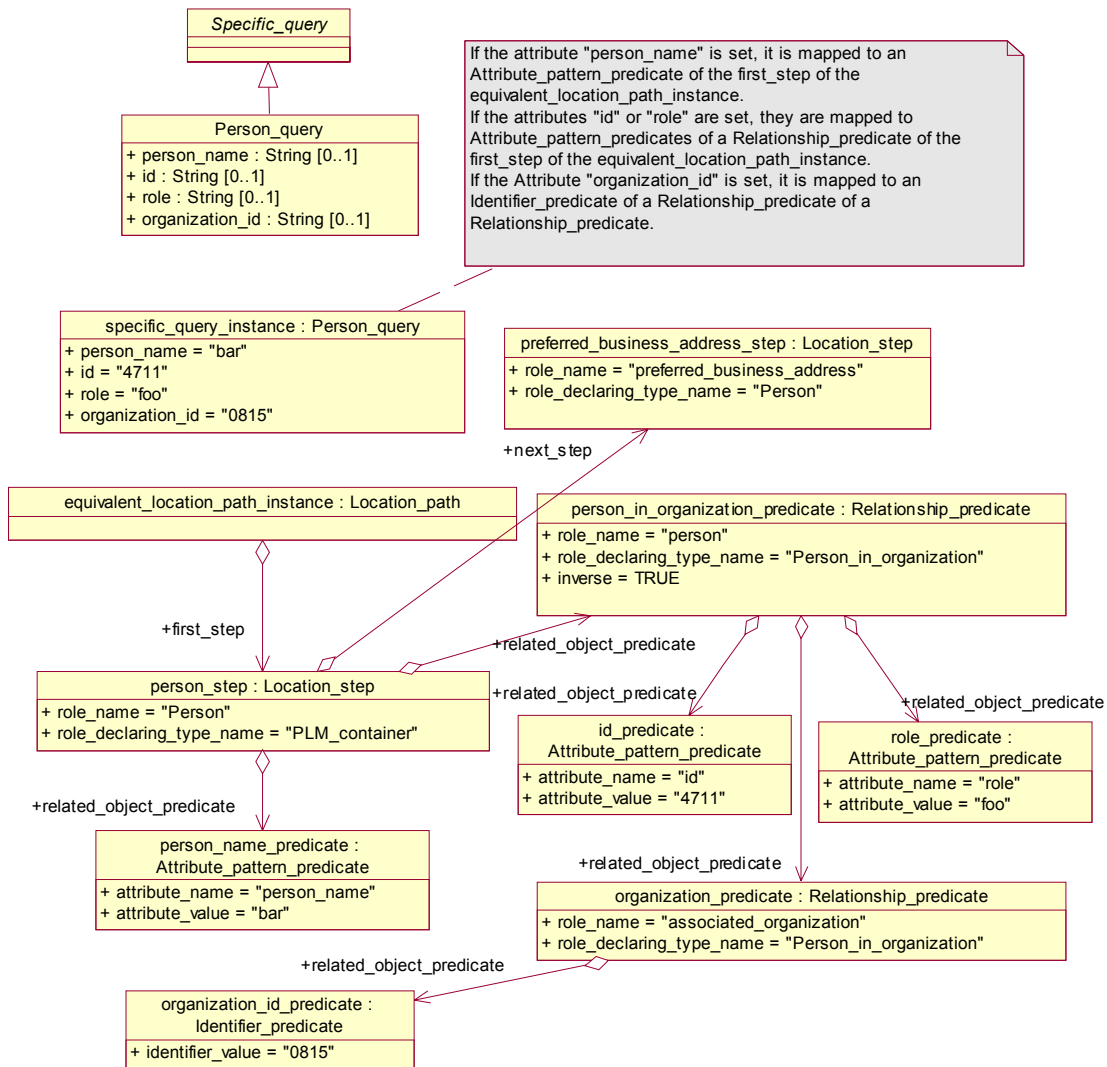 Specific_query
Person_query
+ person_name : String [0..1]
+ id : String [0..1]
+ role : String [0..1]
+ organization_id : String [0..1]
If the attribute "person_name" is set, it is mapped to an
Attribute_pattern_predicate of the first_step of the
equivalent_location_path_instance.
If the attributes "id" or "role" are set, they are mapped to
Attribute_pattern_predicates of a Relationship_predicate of the
first_step of the equivalent_location_path_instance.
If the Attribute "organization_id" is set, it is mapped to an
Identifier_predicate of a Relationship_predicate of a
Relationship_predicate.
specific_query_instance : Person_query
+ person_name = "bar"
+ id = "4711"
+ role = "foo"
+ organization_id = "0815"
preferred_business_address_step : Location_step
+ role_name = "preferred_business_address"
+ role_declaring_type_name = "Person"
+next_step
equivalent_location_path_instance : Location_path
person_in_organization_predicate : Relationship_predicate
+ role_name = "person"
+ role_declaring_type_name = "Person_in_organization"
+ inverse = TRUE
+first_step
+related_object_predicate
person_step : Location_step
+ role_name = "Person"
+ role_declaring_type_name = "PLM_container"
+related_object_predicate
+related_object_predicate
id_predicate :
Attribute_pattern_predicate
+ attribute_name = "id"
+ attribute_value = "4711"
role_predicate :
Attribute_pattern_predicate
+ attribute_name = "role"
+ attribute_value = "foo"
+related_object_predicate
person_name_predicate :
Attribute_pattern_predicate
+ attribute_name = "person_name"
+ attribute_value = "bar"
+related_object_predicate
organization_predicate : Relationship_predicate
+ role_name = "associated_organization"
+ role_declaring_type_name = "Person_in_organization"
+related_object_predicate
organization_id_predicate :
Identifier_predicate
+ identifier_value = "0815"